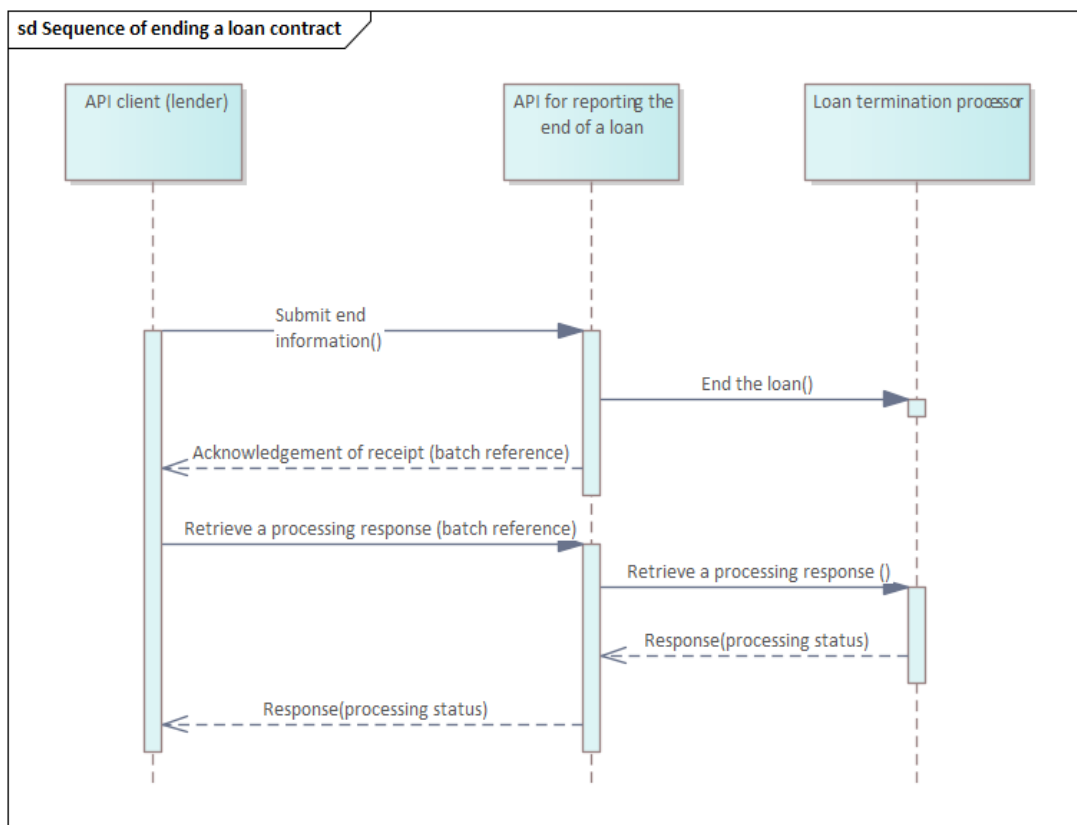 sd Sequence of ending a loan contract
API client (lender)
API for reporting the
end of a loan
Loan termination processor
Submit end
information()
End the loan()
Acknowledgement of receipt (batch reference)
Retrieve a processing response (batch reference)
Retrieve a processing response ()
Response(processing status)
Response(processing status)